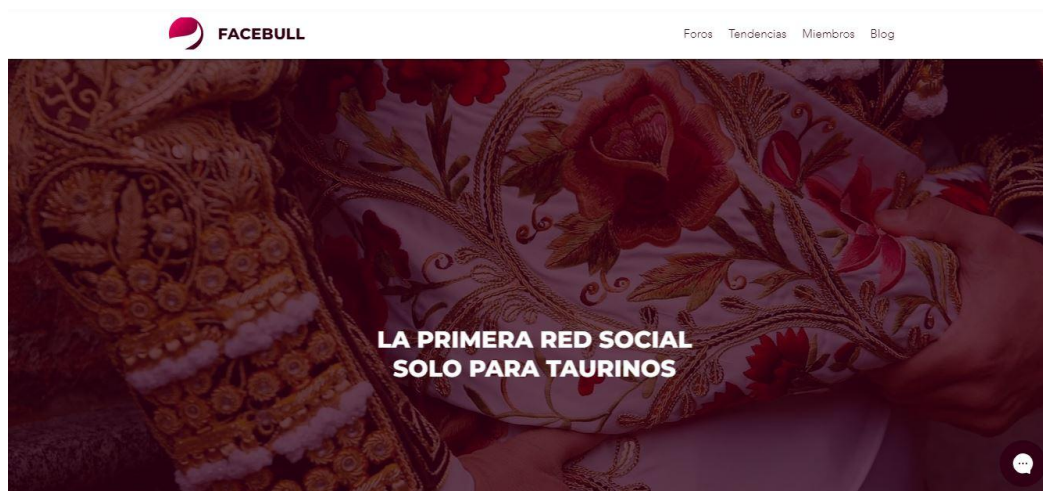 FACEBULL
Foros Tendencias Miembros Blog
LA PRIMERA RED SOCIAL
SOLO PARA TAURINOS